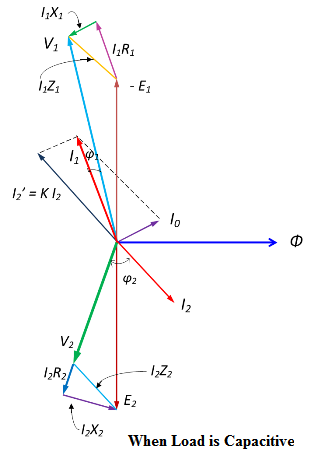 I₁X₁
V₁
I₁R₁
I₁Z₁
- E₁
I₁
φ₁
I₂' = K I₂
I₀
Φ
φ₂
I₂
V₂
I₂R₂
I₂Z₂
E₂
I₂X₂
When Load is Capacitive